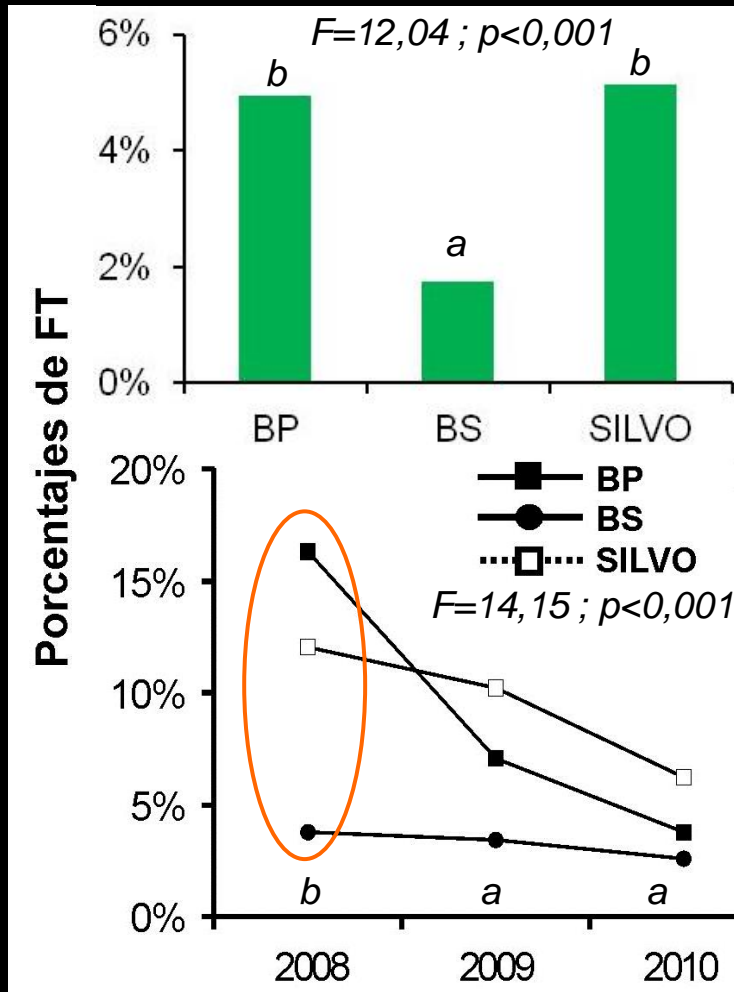 Porcentajes de FT
F=12,04 ; p<0,001
6%
b
b
4%
a
2%
0%
BP BS SILVO
20%
BP
BS
15%
SILVO
F=14,15 ; p<0,001
10%
5%
b a a
0%
2008 2009 2010